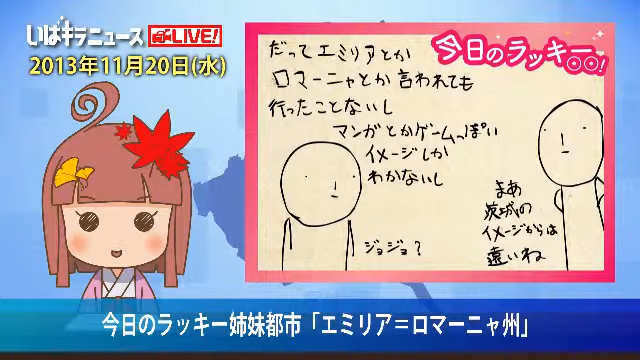 いばキラニュース LIVE!
2013年11月20日(水)
今日のラッキー◎◎!
だってエミリアとか
ロマーニャとか言われても
行ったことないし
マンガとかゲームっぽい
イメージしか
わかないし
ジョジョ?
まあ
茨城の
イメージからは
遠いね
今日のラッキー姉妹都市「エミリア=ロマーニャ州」